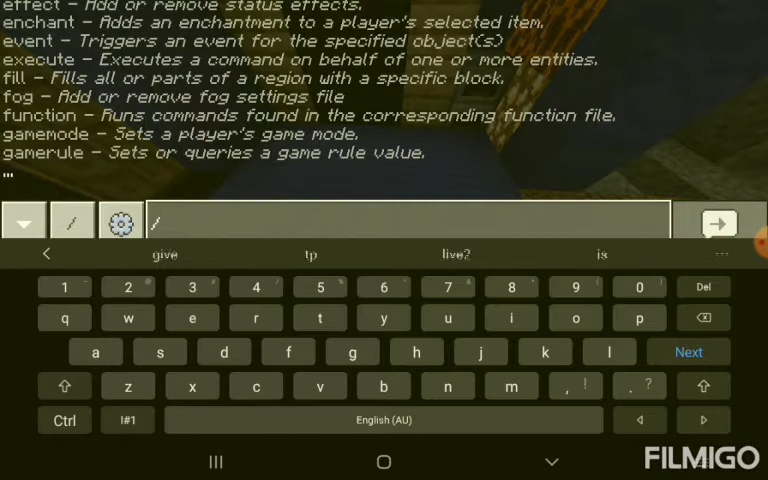 effect – Add or remove status effects.
enchant – Adds an enchantment to a player's selected item.
event – Triggers an event for the specified object(s)
execute – Executes a command on behalf of one or more entities.
fill – Fills all or parts of a region with a specific block.
fog – Add or remove fog settings file
function – Runs commands found in the corresponding function file.
gamemode – Sets a player's game mode.
gamerule – Sets or queries a game rule value.
...
/ /
give tp live2 is ...
1 2 3 4 5 6 7 8 9 0 Del
q w e r t y u i o p
a s d f g h j k l Next
z x c v b n m , ! . ?
Ctrl !#1 English (AU)
FILMIGO